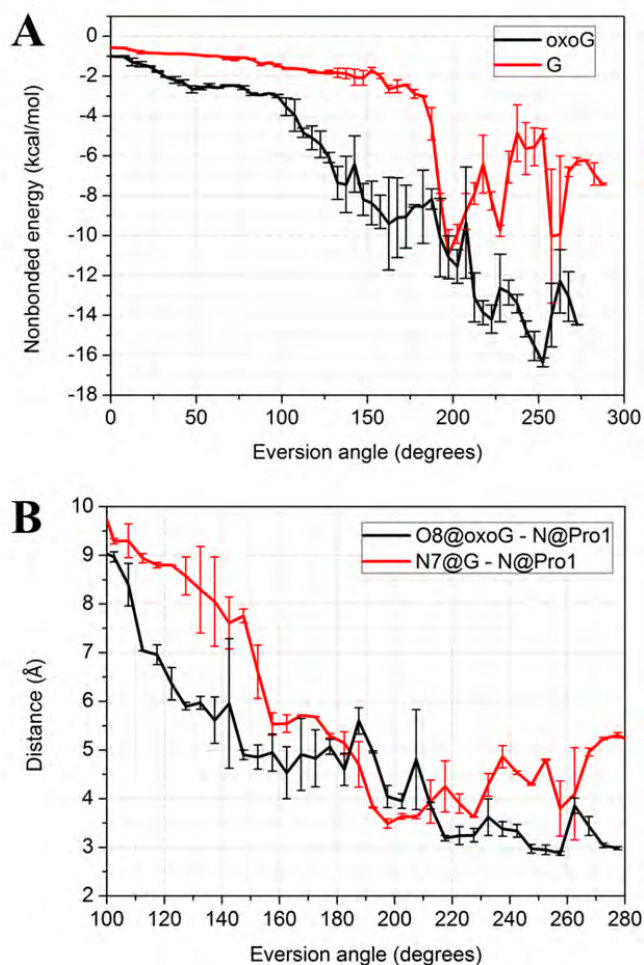 A
oxoG
G
Nonbonded energy (kcal/mol)
0
-2
-4
-6
-8
-10
-12
-14
-16
-18
0 50 100 150 200 250 300
Eversion angle (degrees)
B
O8@oxoG - N@Pro1
N7@G - N@Pro1
Distance (Å)
10
9
8
7
6
5
4
3
2
100 120 140 160 180 200 220 240 260 280
Eversion angle (degrees)